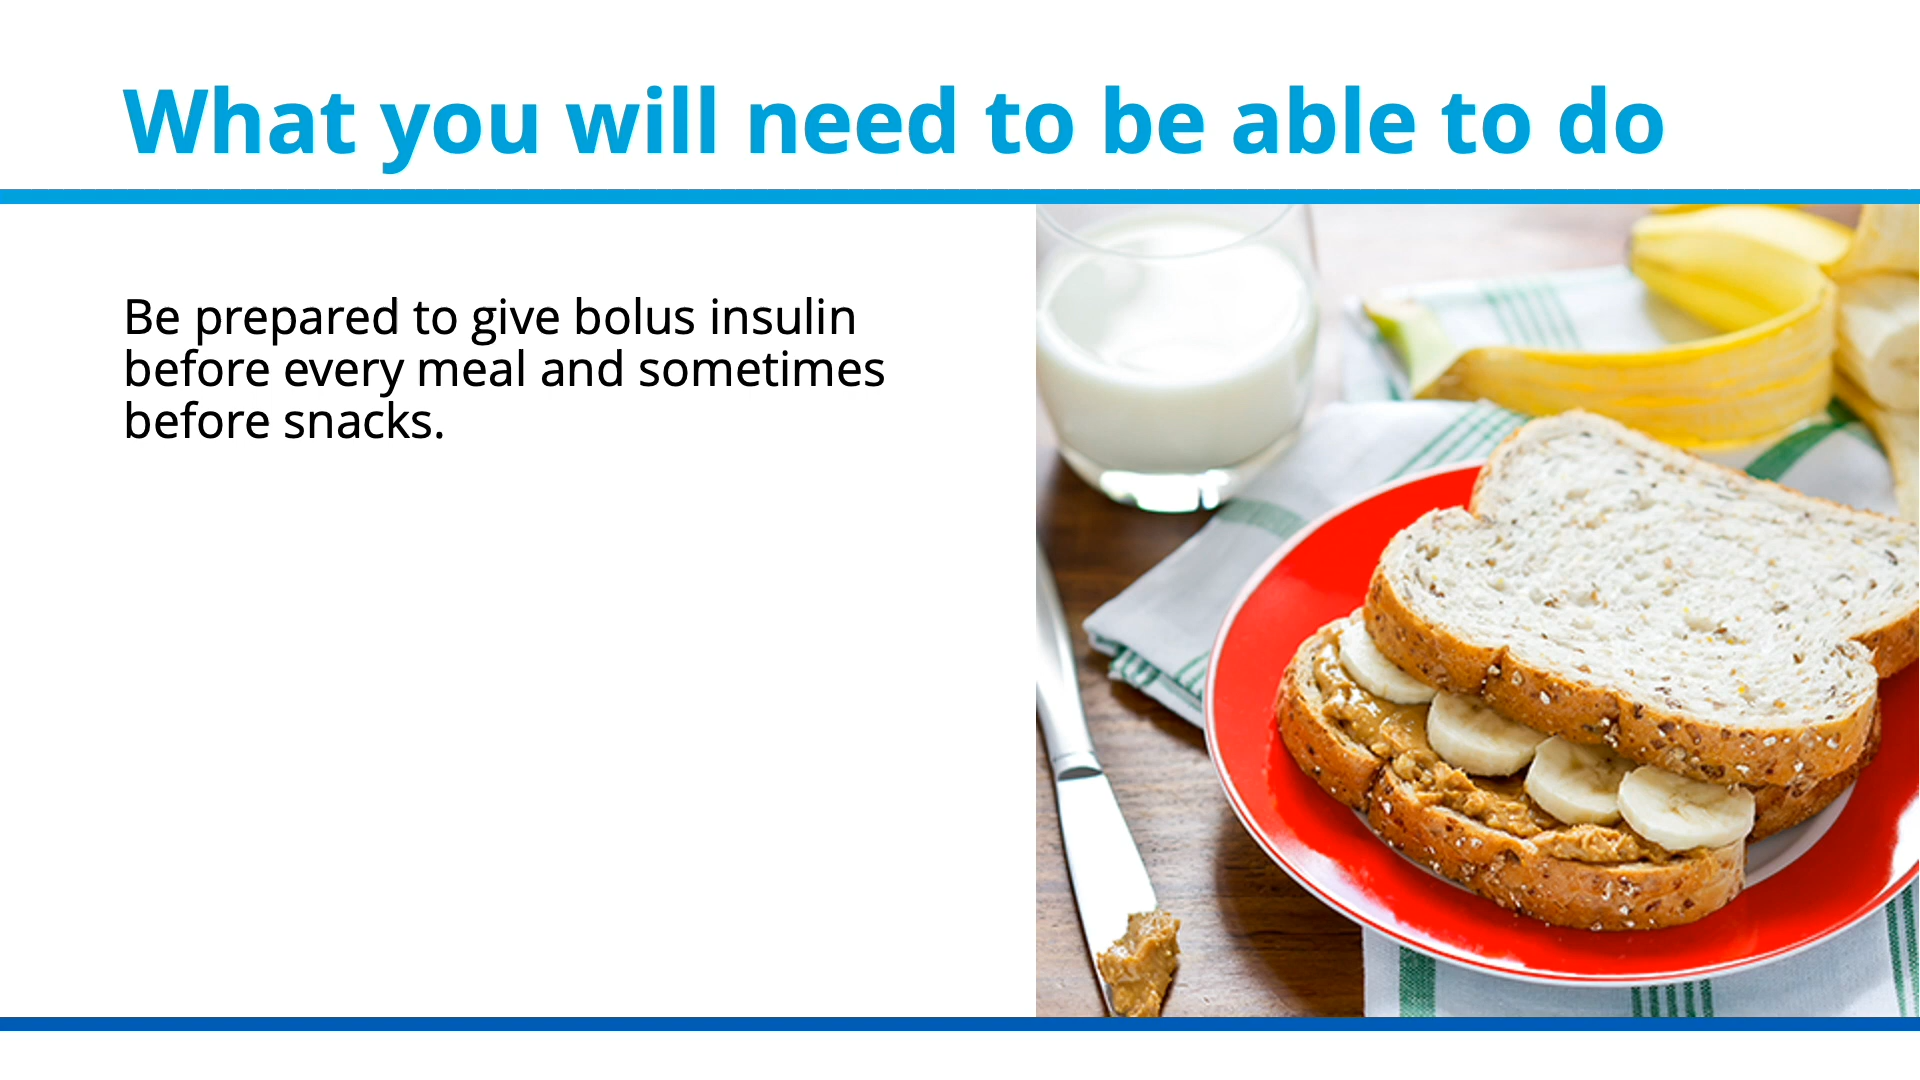 What you will need to be able to do
Be prepared to give bolus insulin
before every meal and sometimes
before snacks.